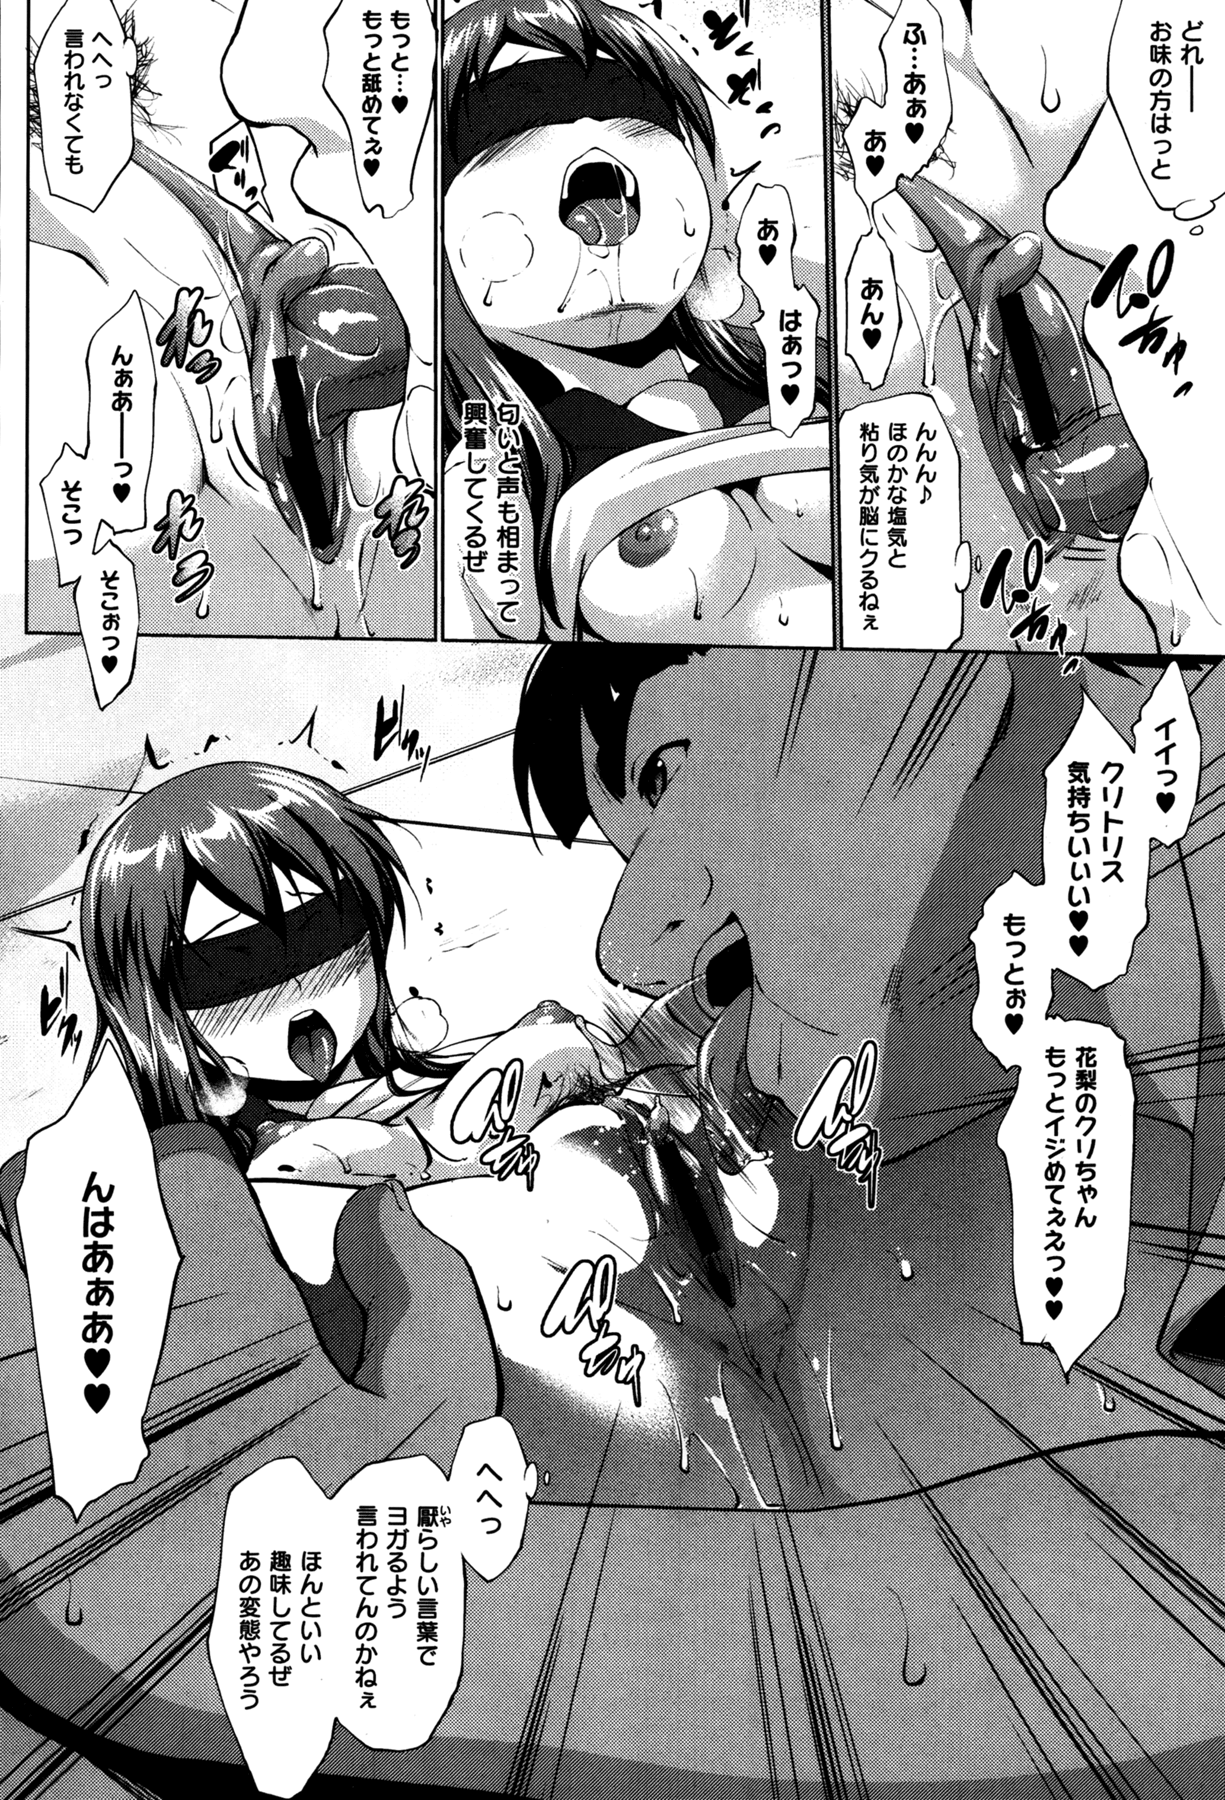 どれ――
お味の方はっと
ふ…ああ♥
あ♥
あん♥
んんん♪
ほのかな塩気と
粘り気が脳にクるねぇ
あ♥
はぁっ♥
匂いと声も相まって
興奮してくるぜ
もっと…♥
もっと舐めてぇ♥
へへっ
言われなくても
んぁあ――っ♥
そこっ
そこぉっ♥
イイっ♥
クリトリス
気持ちいいい♥♥
もっとぉ♥
花梨のクリちゃん
もっとイジめてぇえっ♥♥
んはあぁぁあ♥♥
へへっ
厭らしい言葉で
いや
ヨガるよう
言われてんのかねぇ
ほんといい
趣味してるぜ
あの変態やろう